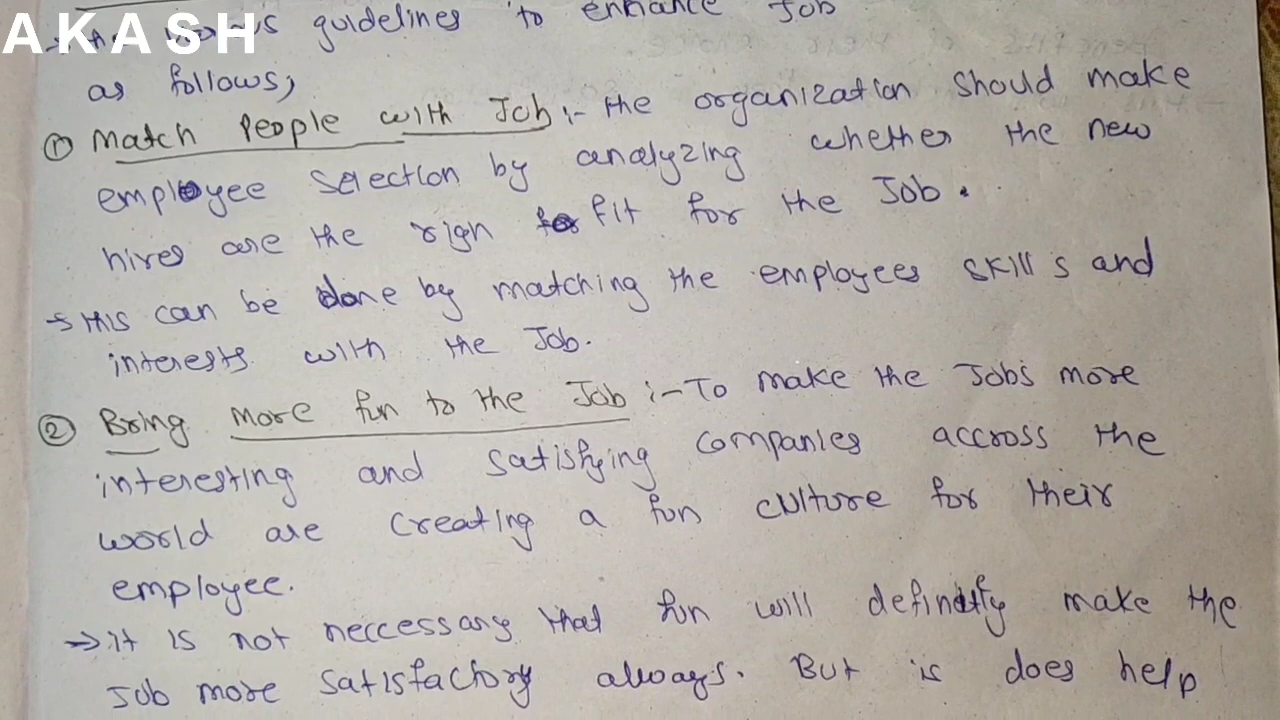 AKASH
guidelines to enhance Job
as follows;
① Match People with Job :- the organization should make
employee selection by analyzing whether the new
hires are the rign fit for the Job.
→ this can be done by matching the employees skills and
interests with the Job.
② Bring more fun to the Job :- To make the Jobs more
interesting and satisfying companies accross the
world are creating a fun culture for their
employee.
→ it is not neccessary that fun will definitly make the
Job more satisfactory always. But is does help